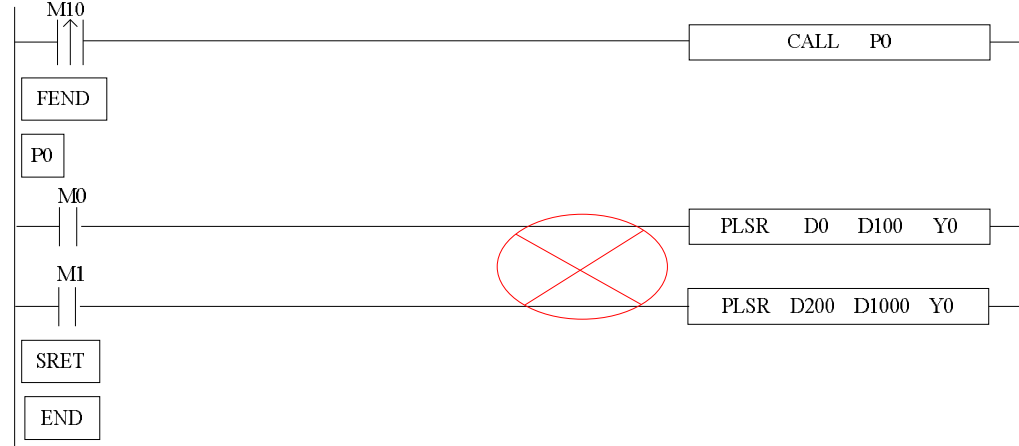 M10
CALL P0
FEND
P0
M0
PLSR D0 D100 Y0
M1
PLSR D200 D1000 Y0
SRET
END